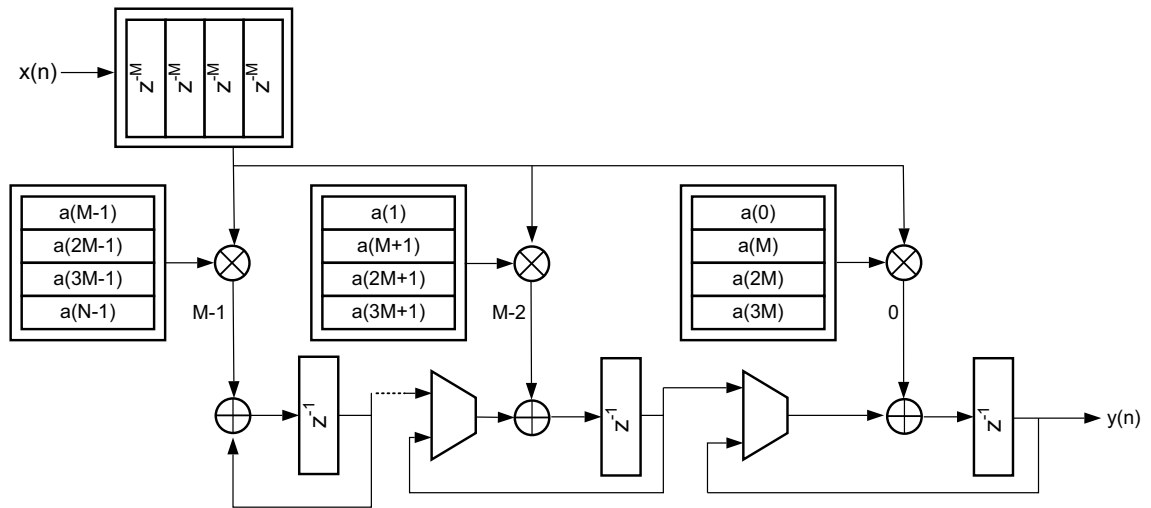 x(n)
z-M
z-M
z-M
z-M
a(M-1)
a(2M-1)
a(3M-1)
a(N-1)
a(1)
a(M+1)
a(2M+1)
a(3M+1)
a(0)
a(M)
a(2M)
a(3M)
M-1
M-2
0
z-1
z-1
z-1
y(n)